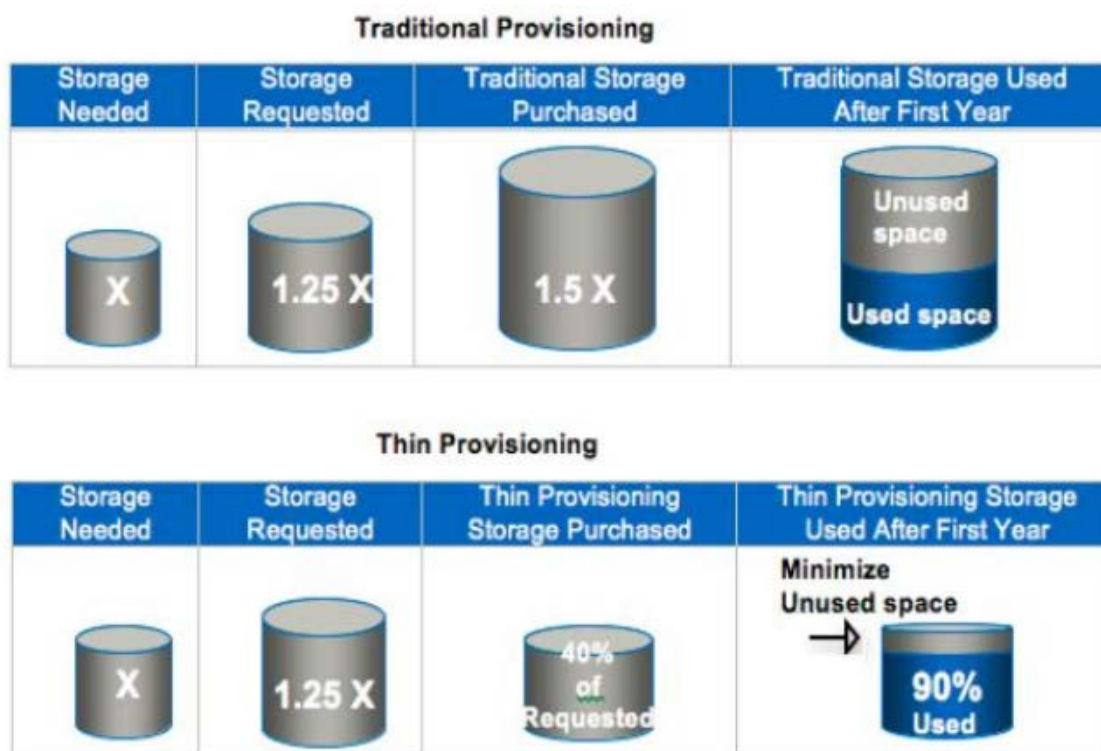 Traditional Provisioning
Storage Needed
Storage Requested
Traditional Storage Purchased
Traditional Storage Used After First Year
X
1.25 X
1.5 X
Unused space
Used space
Thin Provisioning
Storage Needed
Storage Requested
Thin Provisioning Storage Purchased
Thin Provisioning Storage Used After First Year
X
1.25 X
40% of Requested
Minimize Unused space
90% Used